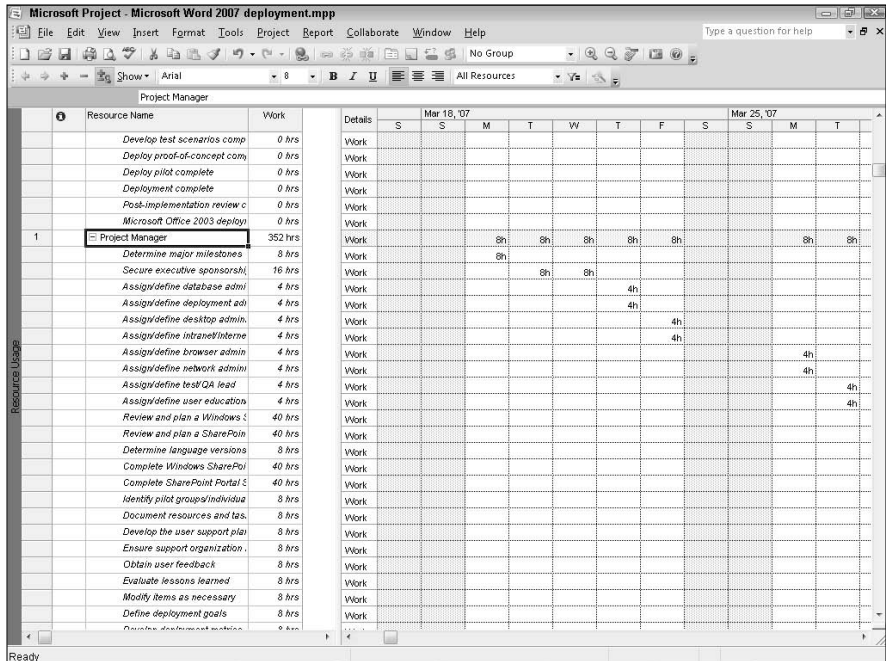 Microsoft Project - Microsoft Word 2007 deployment.mpp
File Edit View Insert Format Tools Project Report Collaborate Window Help Type a question for help
No Group
Show Arial 8 B I U All Resources
Project Manager
Resource Name Work Details Mar 18, '07 Mar 25, '07
S S M T W T F S S M T
Develop test scenarios comp 0 hrs Work
Deploy proof-of-concept com 0 hrs Work
Deploy pilot complete 0 hrs Work
Deployment complete 0 hrs Work
Post-implementation review c 0 hrs Work
Microsoft Office 2003 deploy 0 hrs Work
1 Project Manager 352 hrs Work 8h 8h 8h 8h 8h 8h 8h
Determine major milestones 8 hrs Work 8h
Secure executive sponsorshi 16 hrs Work 8h 8h
Assign/define database admi 4 hrs Work 4h
Assign/define deployment adi 4 hrs Work 4h
Assign/define desktop admin. 4 hrs Work 4h
Assign/define intranet/Interne 4 hrs Work 4h
Assign/define browser admin 4 hrs Work 4h
Assign/define network admini 4 hrs Work 4h
Assign/define test/QA lead 4 hrs Work 4h
Assign/define user education 4 hrs Work 4h
Review and plan a Windows S 40 hrs Work
Review and plan a SharePoin 40 hrs Work
Determine language versions 8 hrs Work
Complete Windows SharePoi 40 hrs Work
Complete SharePoint Portal S 40 hrs Work
Identify pilot groups/individua 8 hrs Work
Document resources and tas. 8 hrs Work
Develop the user support plan 8 hrs Work
Ensure support organization 8 hrs Work
Obtain user feedback 8 hrs Work
Evaluate lessons learned 8 hrs Work
Modify items as necessary 8 hrs Work
Define deployment goals 8 hrs Work
Resource Usage
Ready